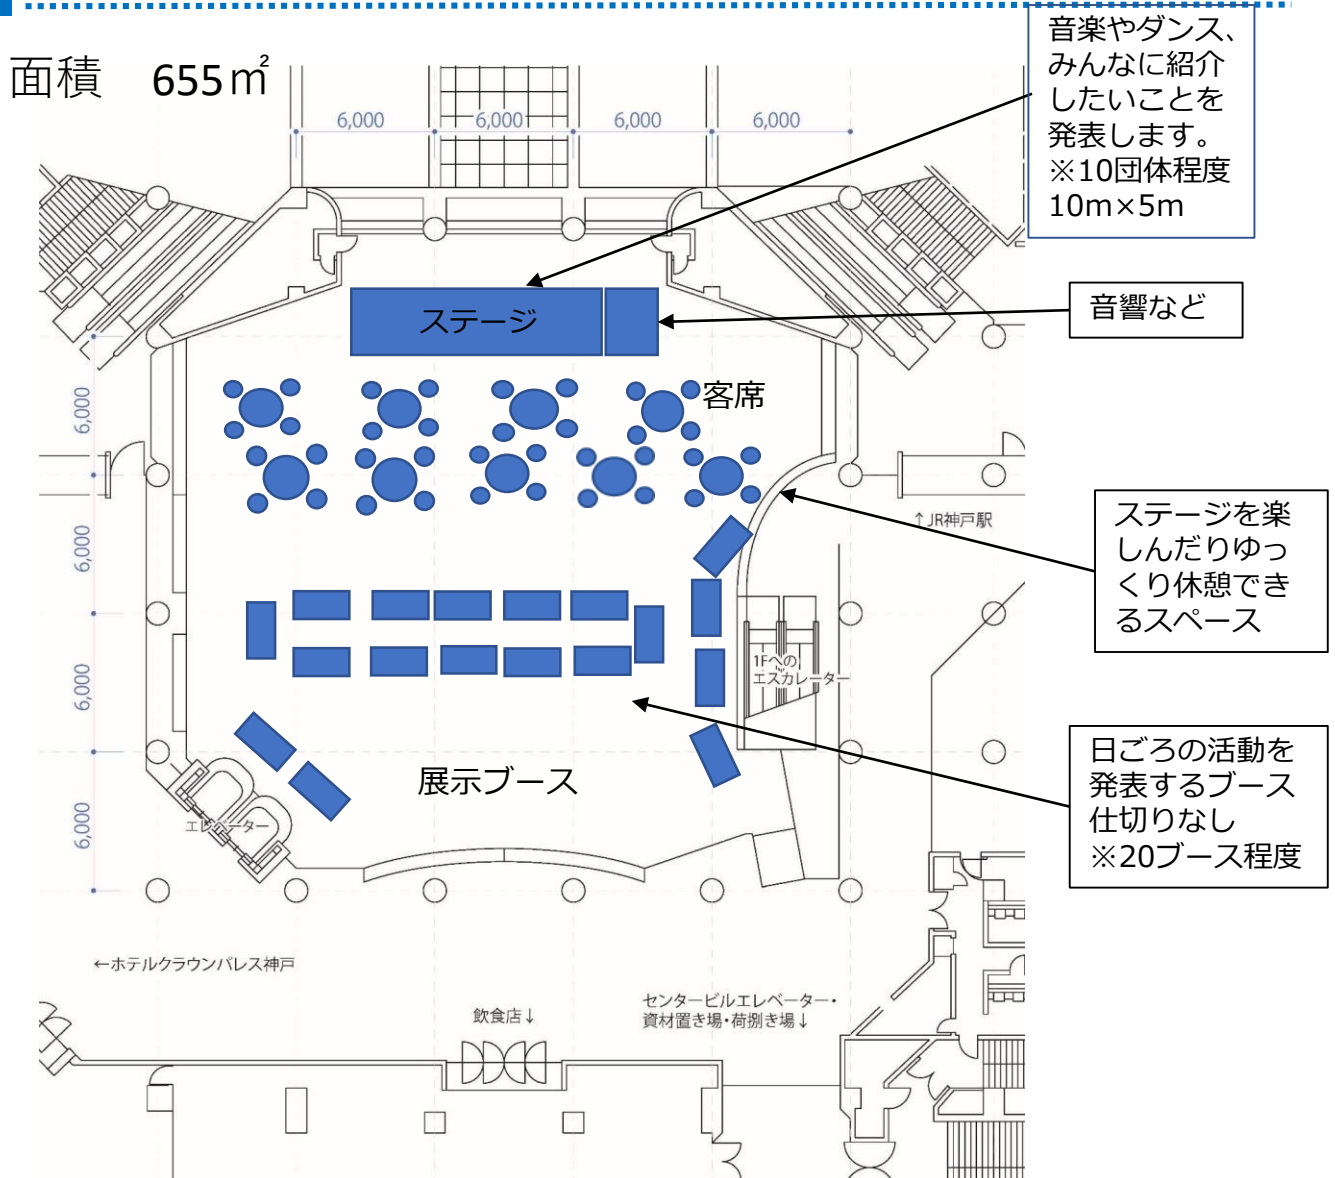 面積　655㎡
音楽やダンス、
みんなに紹介
したいことを
発表します。
※10団体程度
10m×5m
6,000
6,000
6,000
6,000
ステージ
音響など
客席
6,000
6,000
6,000
6,000
↑JR神戸駅
ステージを楽
しんだりゆっ
くり休憩でき
るスペース
1Fへの
エスカレーター
日ごろの活動を
発表するブース
仕切りなし
※20ブース程度
展示ブース
エレベーター
←ホテルクラウンパレス神戸
飲食店↓
センタービルエレベーター・
資材置き場・荷捌き場↓